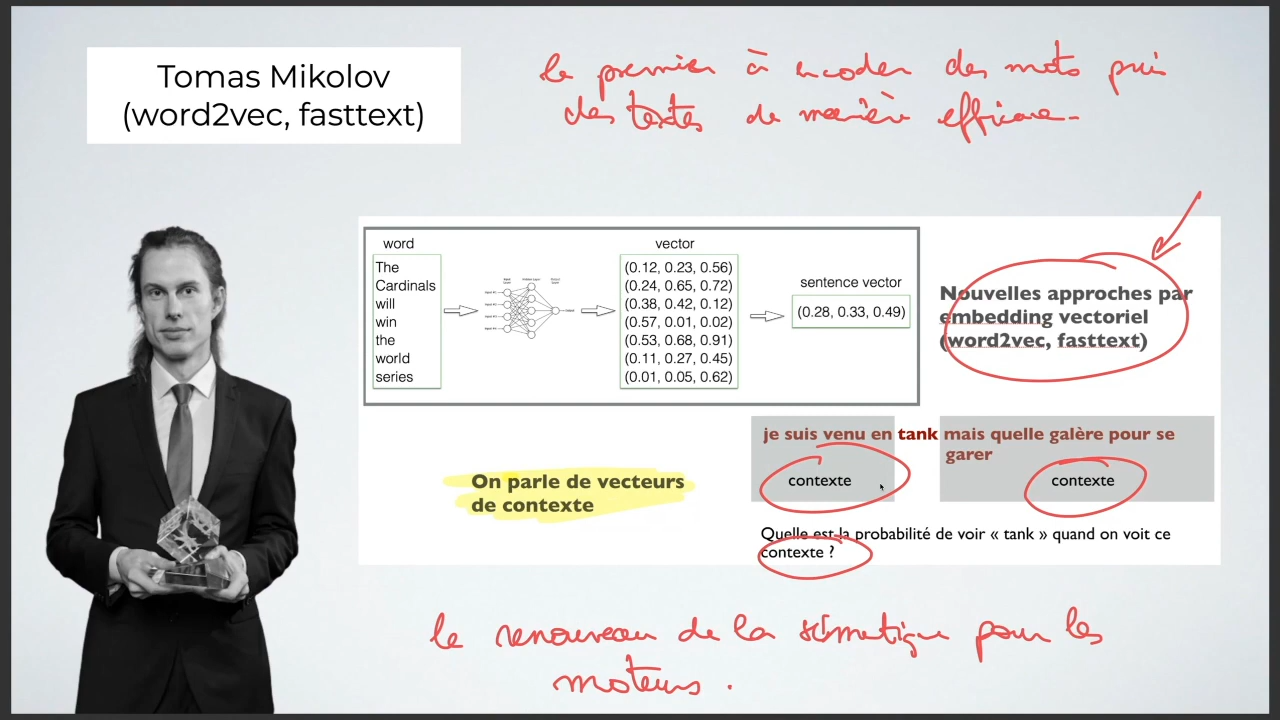 Tomas Mikolov
(word2vec, fasttext)
le premier à encoder des mots puis
des textes de manière efficace.
word
vector
The
Cardinals
will
win
the
world
series
(0.12, 0.23, 0.56)
(0.24, 0.65, 0.72)
(0.38, 0.42, 0.12)
(0.57, 0.01, 0.02)
(0.53, 0.68, 0.91)
(0.11, 0.27, 0.45)
(0.01, 0.05, 0.62)
sentence vector
(0.28, 0.33, 0.49)
Nouvelles approches par
embedding vectoriel
(word2vec, fasttext)
je suis venu en tank mais quelle galère pour se
garer
contexte
contexte
On parle de vecteurs
de contexte
Quelle est la probabilité de voir « tank » quand on voit ce
contexte ?
le renouveau de la sémantique pour les
moteurs.